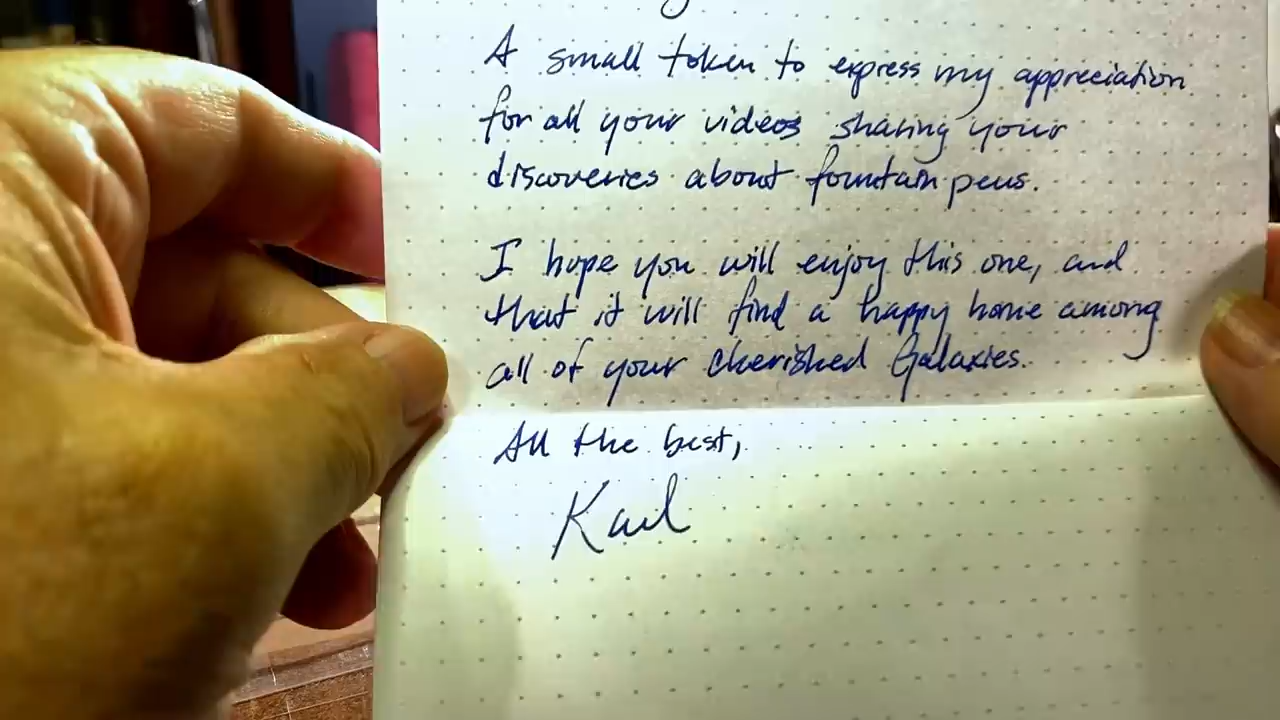 A small token to express my appreciation
for all your videos sharing your
discoveries about fountain pens.
I hope you will enjoy this one, and
that it will find a happy home among
all of your cherished Galaxies.
All the best,
Karl